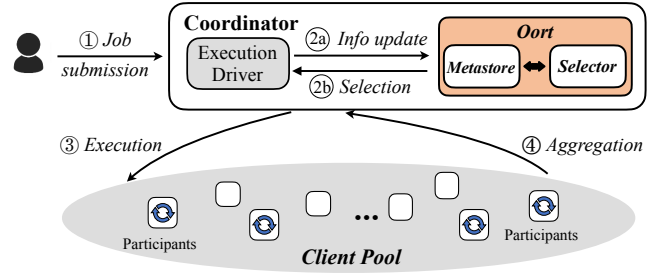 Coordinator
① Job
submission
Execution
Driver
2a Info update
2b Selection
Oort
Metastore
Selector
③ Execution
④ Aggregation
...
Participants
Participants
Client Pool